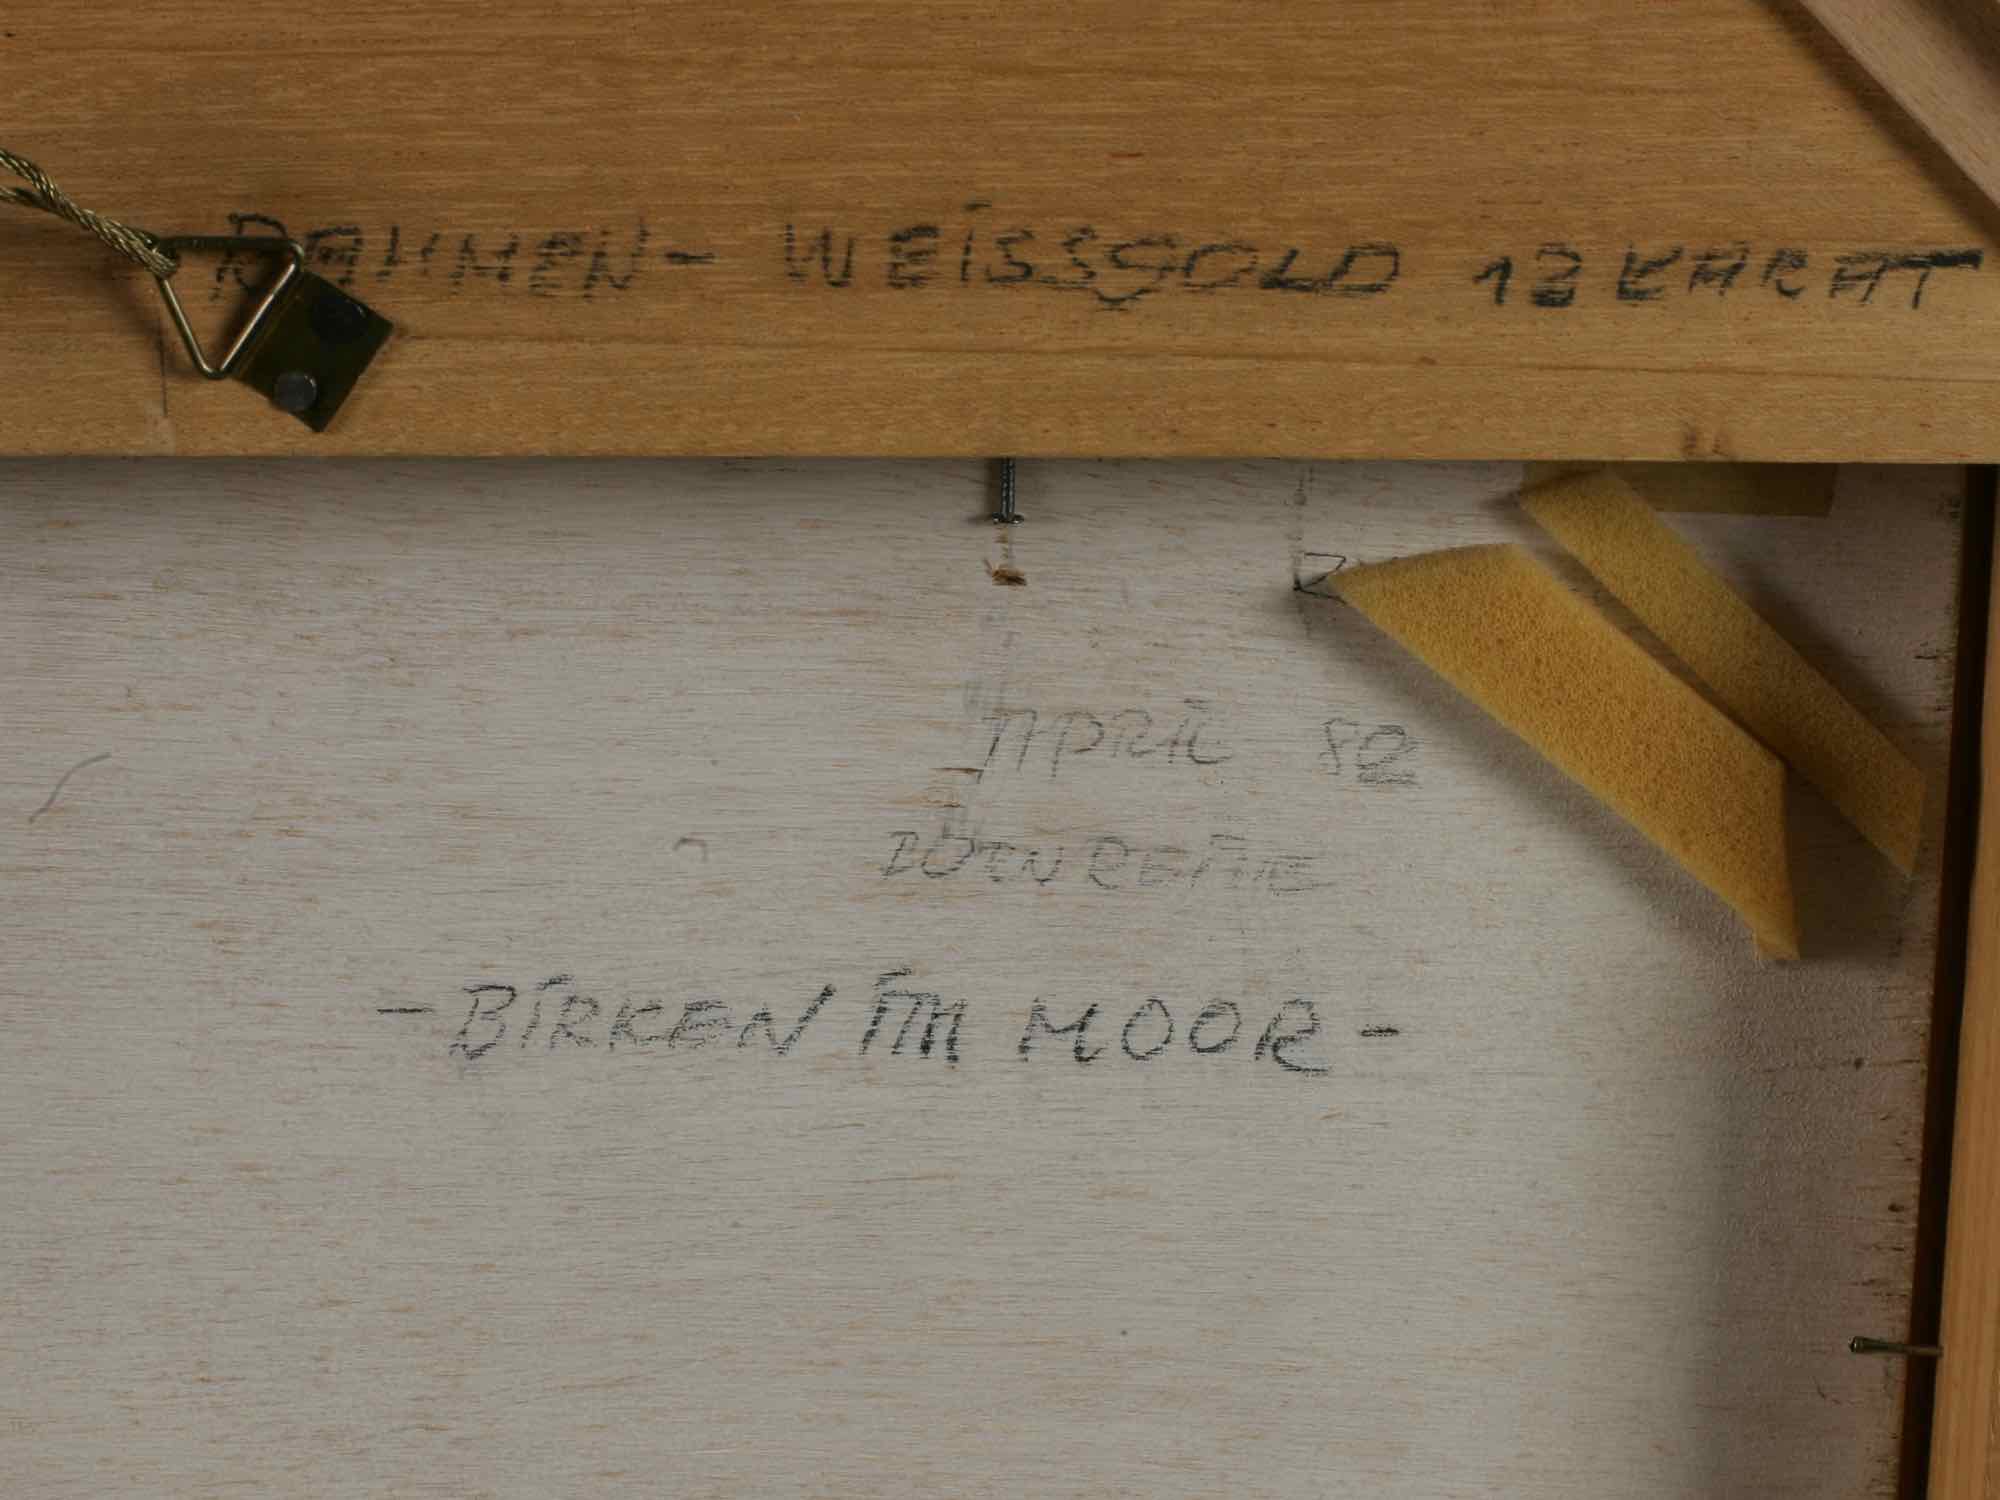 RAHMEN - WEISSGOLD 12 KARAT
APRIL 82
- BIRKEN IM MOOR -